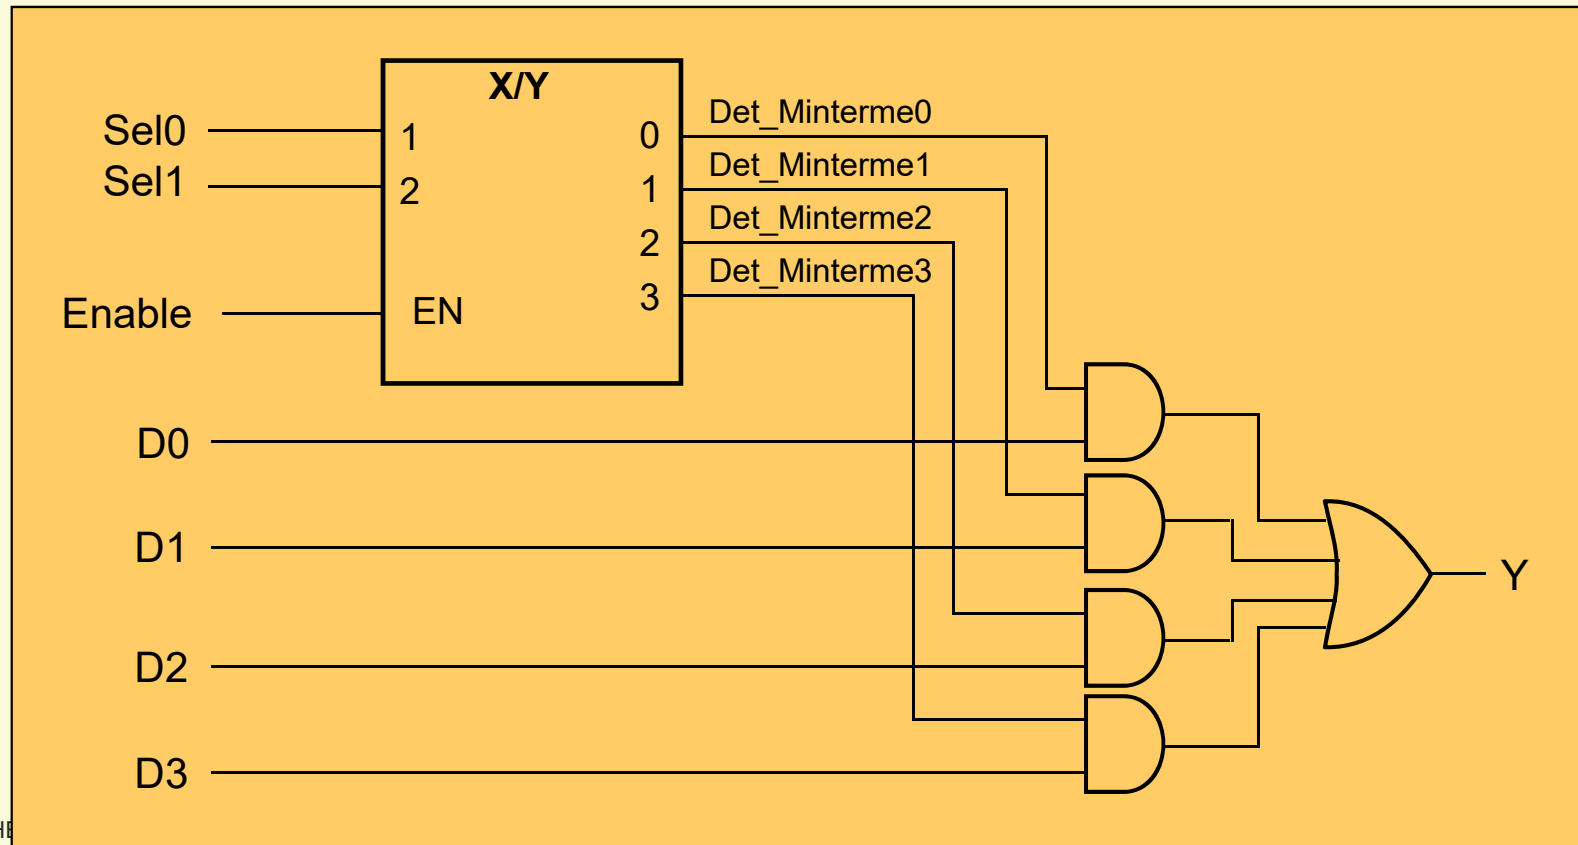 X/Y
Sel0
1
0
Det_Minterme0
Sel1
2
1
Det_Minterme1
2
Det_Minterme2
Enable
EN
3
Det_Minterme3
D0
D1
Y
D2
D3